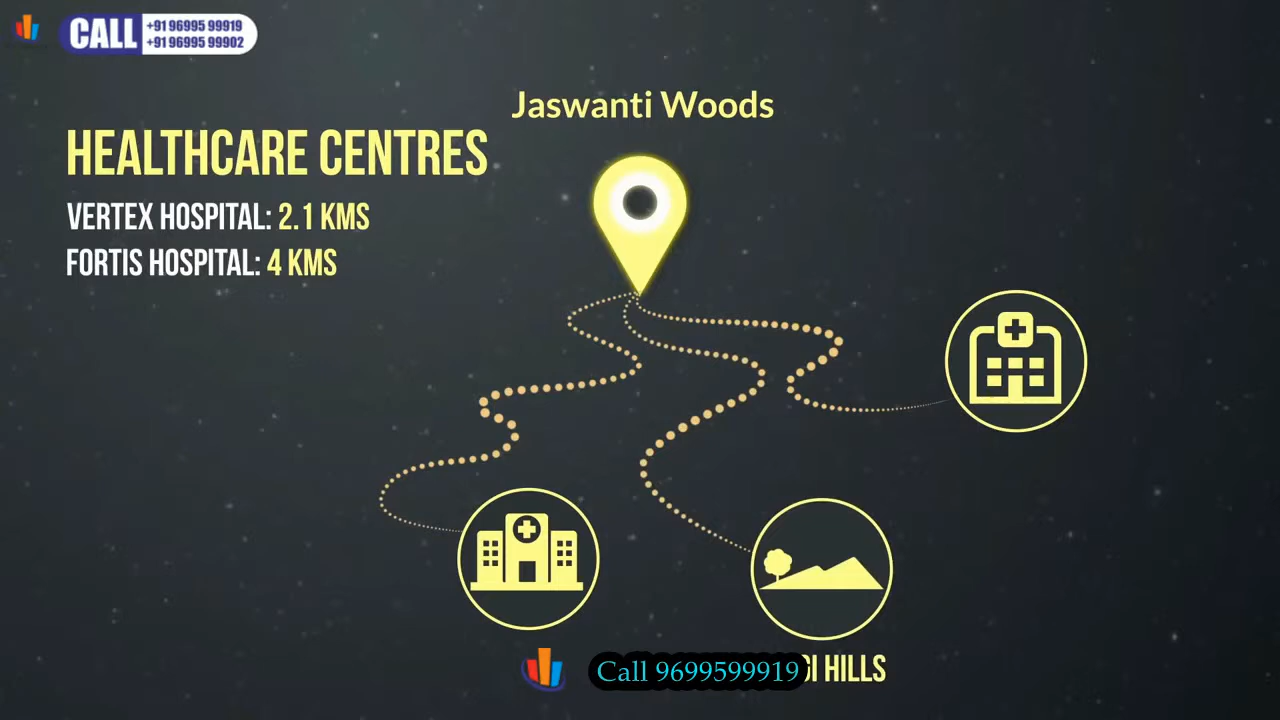 CALL
+91 96995 99919
+91 96995 99902
Jaswanti Woods
HEALTHCARE CENTRES
VERTEX HOSPITAL: 2.1 KMS
FORTIS HOSPITAL: 4 KMS
Call 9699599919
HILLS